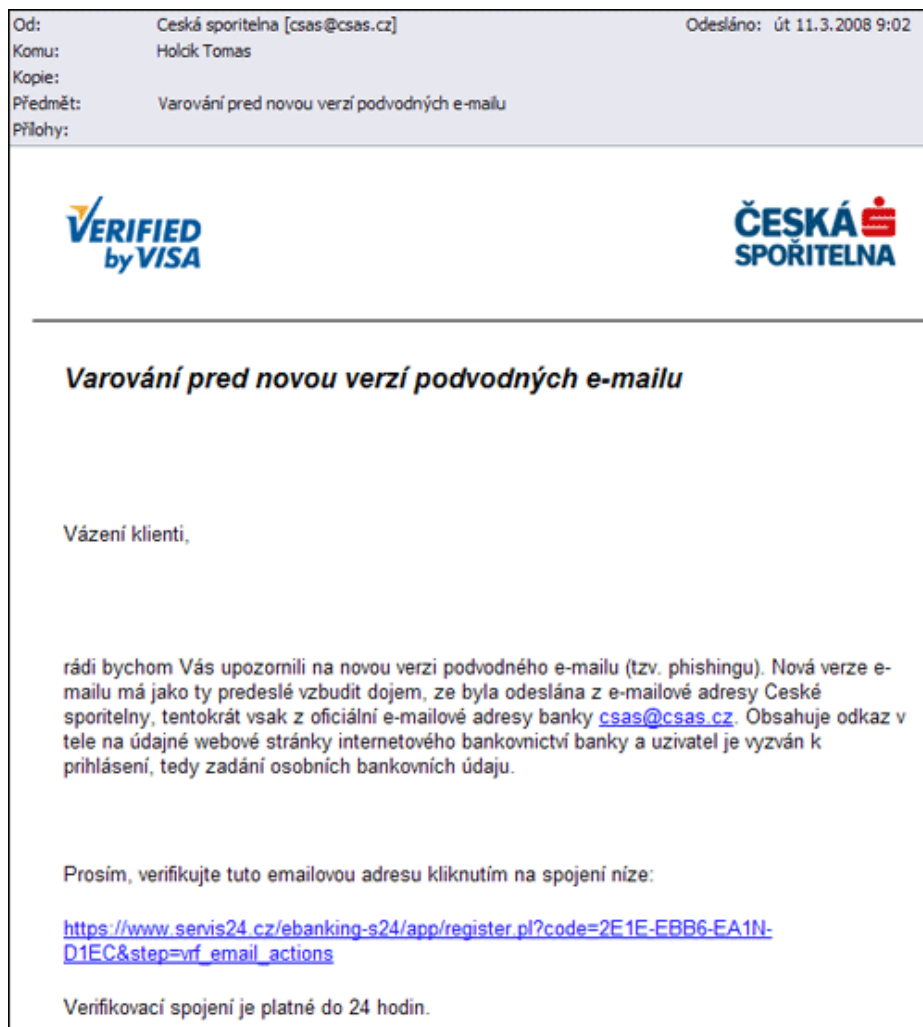 Od: Ceská sporitelna [csas@csas.cz] Odesláno: út 11.3.2008 9:02
Komu: Holcik Tomas
Kopie:
Předmět: Varování pred novou verzí podvodných e-mailu
Přílohy:
VERIFIED by VISA
ČESKÁ SPOŘITELNA
Varování pred novou verzí podvodných e-mailu
Vázení klienti,
rádi bychom Vás upozornili na novou verzi podvodného e-mailu (tzv. phishingu). Nová verze e-
mailu má jako ty predeslé vzbudit dojem, ze byla odeslána z e-mailové adresy Ceské
sporitelny, tentokrát vsak z oficiální e-mailové adresy banky csas@csas.cz. Obsahuje odkaz v
tele na údajné webové stránky internetového bankovnictví banky a uzivatel je vyzván k
prihlásení, tedy zadání osobních bankovních údaju.
Prosím, verifikujte tuto emailovou adresu kliknutím na spojení níze:
https://www.servis24.cz/ebanking-s24/app/register.pl?code=2E1E-EBB6-EA1N-
D1EC&step=vrf_email_actions
Verifikovací spojení je platné do 24 hodin.